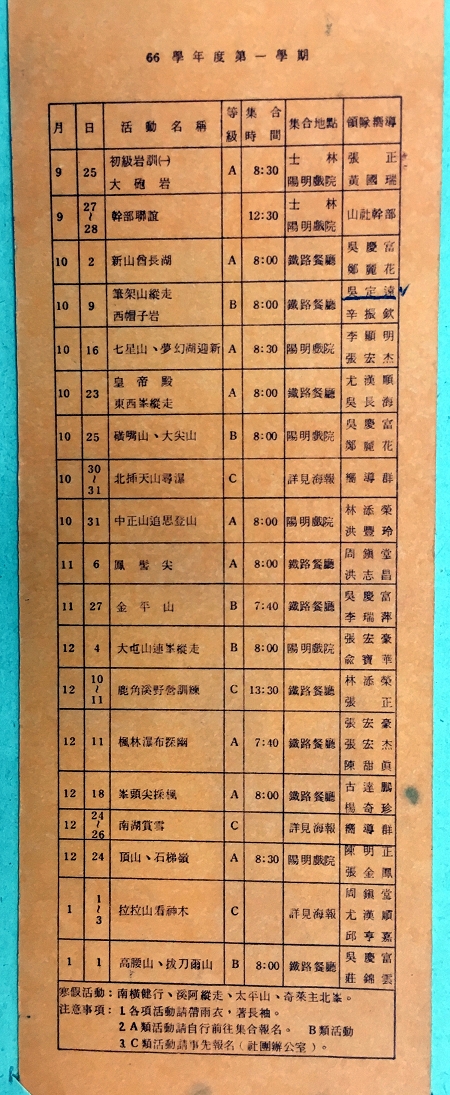 66 學年度第一學期
月 日 活動名稱 等級 集合時間 集合地點 領隊嚮導
9 25 初級岩訓㈠ 大砲岩 A 8:30 士林 陽明戲院 張正 黃國瑞
9 27~28 幹部聯誼 12:30 士林 陽明戲院 山社幹部
10 2 新山酋長湖 A 8:00 鐵路餐廳 吳慶富 鄭麗花
10 9 筆架山縱走 西帽子岩 B 8:00 鐵路餐廳 吳定遠 辛振欽
10 16 七星山、夢幻湖迎新 A 8:30 陽明戲院 李顯明 張宏杰
10 23 皇帝殿 東西峯縱走 A 8:00 鐵路餐廳 尤漢順 吳長海
10 25 磺嘴山、大尖山 B 8:00 陽明戲院 吳慶富 鄭麗花
10 30~31 北挿天山尋瀑 C 詳見海報 嚮導群
10 31 中正山追思登山 A 8:00 陽明戲院 林添榮 洪豐玲
11 6 鳳髻尖 A 8:00 鐵路餐廳 周鎮堂 洪志昌
11 27 金平山 B 7:40 鐵路餐廳 吳慶富 李瑞萍
12 4 大屯山連峯縱走 B 8:00 陽明戲院 張宏豪 俞寶華
12 10~11 鹿角溪野營訓練 C 13:30 鐵路餐廳 林添榮 張正
12 11 楓林瀑布探幽 A 7:40 鐵路餐廳 張宏豪 張宏杰 陳甜眞
12 18 峯頭尖採楓 A 8:00 鐵路餐廳 古達鵬 楊奇珍
12 24~26 南湖賞雪 C 詳見海報 嚮導群
12 24 頂山、石梯嶺 A 8:30 陽明戲院 陳明正 張金鳳
1 1~3 拉拉山看神木 C 詳見海報 周鎮堂 尤漢順 邱亨嘉
1 1 高腰山、拔刀爾山 B 8:00 鐵路餐廳 吳慶富 莊錦雲
寒假活動：南橫健行、溪阿縱走、太平山、奇萊主北峯。
注意事項：1.各項活動請帶雨衣，著長袖。
2.A類活動請自行前往集合報名。 B類活動
3.C類活動請事先報名（社團辦公室）。